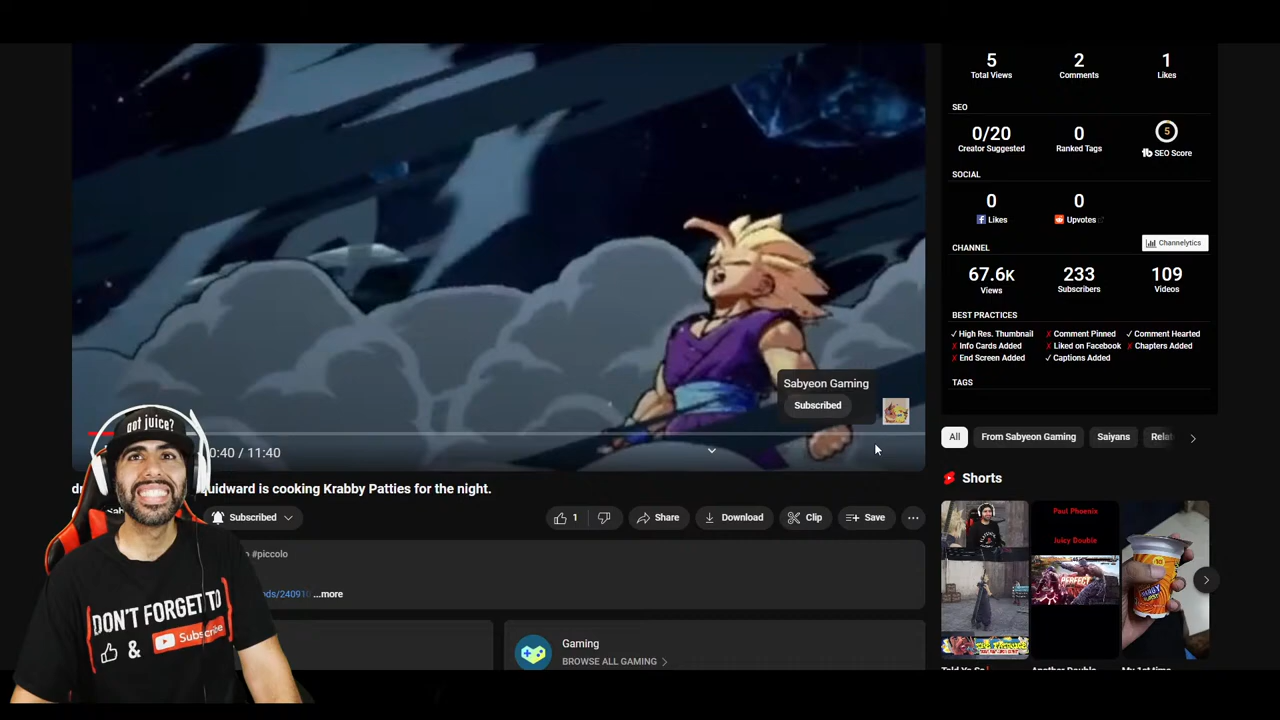 5
Total Views
2
Comments
1
Likes
SEO
0/20
Creator Suggested
0
Ranked Tags
5
tb SEO Score
SOCIAL
0
Likes
0
Upvotes
CHANNEL
Channelytics
67.6K
Views
233
Subscribers
109
Videos
BEST PRACTICES
✓ High Res. Thumbnail
✗ Comment Pinned
✓ Comment Hearted
✗ Info Cards Added
✗ Liked on Facebook
✗ Chapters Added
✗ End Screen Added
✓ Captions Added
TAGS
Sabyeon Gaming
Subscribed
0:40 / 11:40
quidward is cooking Krabby Patties for the night.
Subscribed
1
Share
Download
Clip
Save
#piccolo
...more
Gaming
BROWSE ALL GAMING
All
From Sabyeon Gaming
Saiyans
Shorts
Paul Phoenix
Juicy Double
PERFECT
got juice?
DON'T FORGET TO
& Subscribe